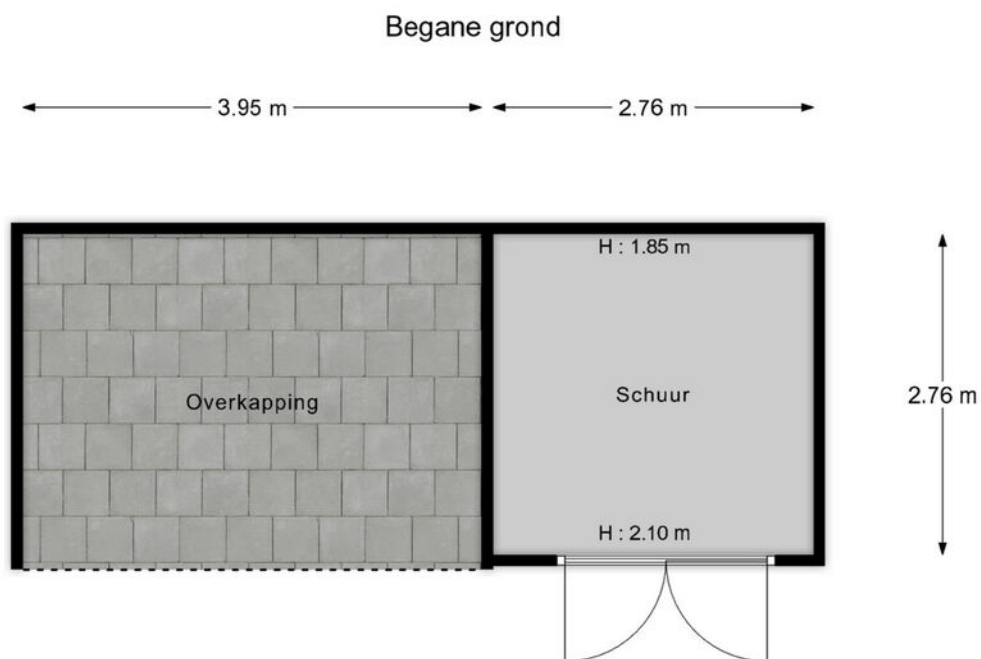 Begane grond
3.95 m
2.76 m
H : 1.85 m
2.76 m
Overkapping
Schuur
H : 2.10 m